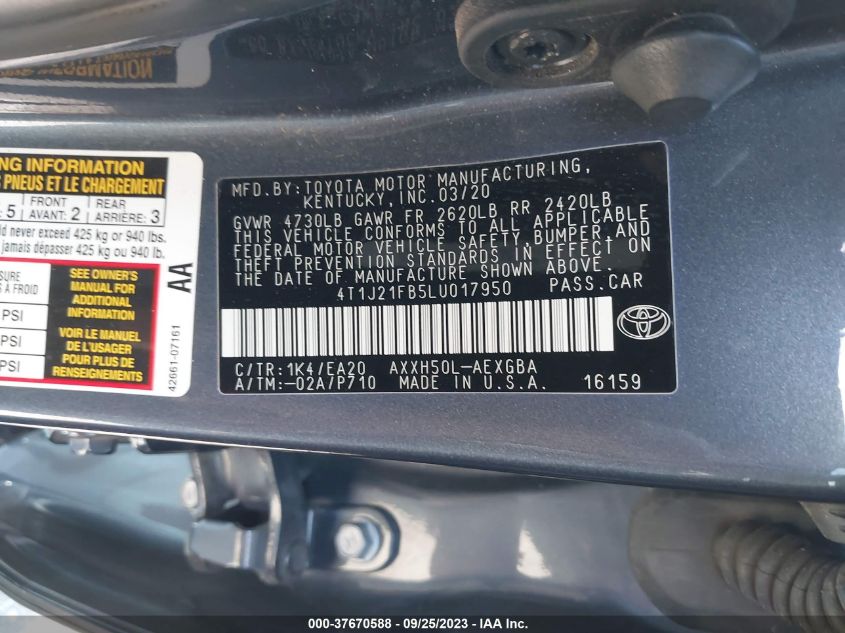 NG INFORMATION
S PNEUS ET LE CHARGEMENT
: 5
FRONT
AVANT: 2
REAR
ARRIÈRE: 3
ld never exceed 425 kg or 940 lbs.
jamais dépasser 425 kg ou 940 lb.
SURE
S À FROID
PSI
PSI
SEE OWNER'S
MANUAL FOR
ADDITIONAL
INFORMATION
VOIR LE MANUEL
DE L'USAGER
POUR PLUS DE
RENSEIGNEMENTS
AA
42661-07161
MFD.BY:TOYOTA MOTOR MANUFACTURING,
KENTUCKY, INC. 03/20
GVWR 4730LB GAWR FR 2620LB RR 2420LB
THIS VEHICLE CONFORMS TO ALL APPLICABLE
FEDERAL MOTOR VEHICLE SAFETY, BUMPER, AND
THEFT PREVENTION STANDARDS IN EFFECT ON
THE DATE OF MANUFACTURE SHOWN ABOVE.
4T1J21FB5LU017950 PASS.CAR
C/TR:1K4/EA20 AXXH50L-AEXGBA
A/TM:-02A/P710 MADE IN U.S.A. 16159
000-37670588 - 09/25/2023 - IAA Inc.